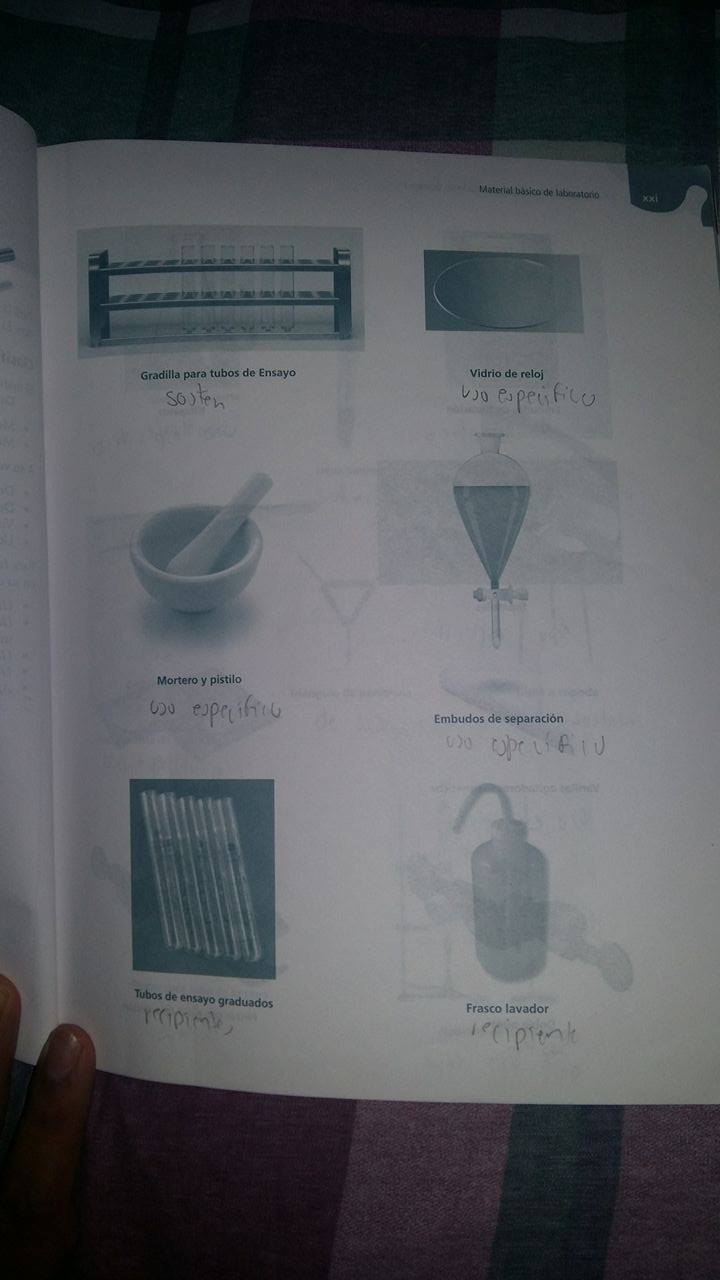 Material básico de laboratorio
xxi
Gradilla para tubos de Ensayo
sosten
Vidrio de reloj
uso especifico
Mortero y pistilo
uso especifico
Embudos de separación
uso especifico
Tubos de ensayo graduados
recipiente
Frasco lavador
recipiente